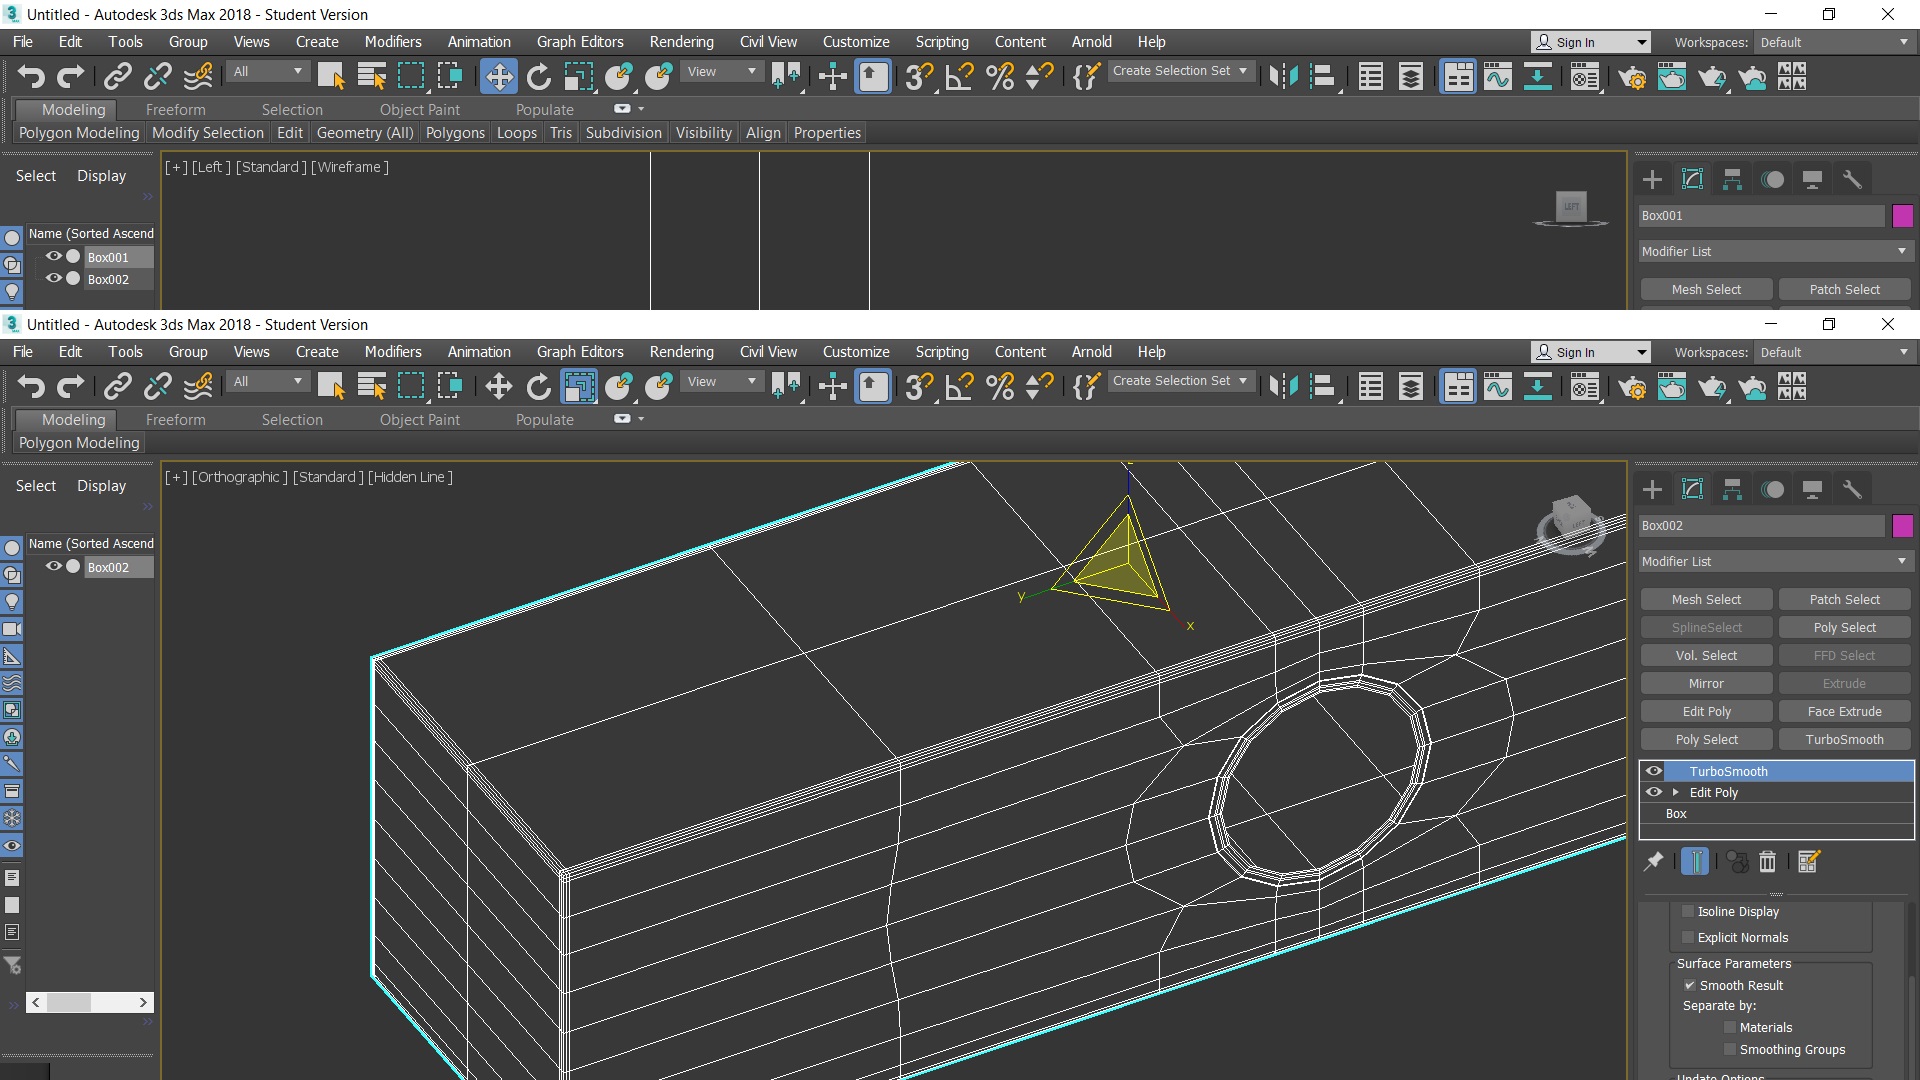 Untitled - Autodesk 3ds Max 2018 - Student Version
File Edit Tools Group Views Create Modifiers Animation Graph Editors Rendering Civil View Customize Scripting Content Arnold Help Sign In Workspaces: Default
All View Create Selection Set
Modeling Freeform Selection Object Paint Populate
Polygon Modeling Modify Selection Edit Geometry (All) Polygons Loops Tris Subdivision Visibility Align Properties
Select Display
[+] [Left] [Standard] [Wireframe]
LEFT
Name (Sorted Ascend
Box001
Box002
Box001
Modifier List
Mesh Select Patch Select
Untitled - Autodesk 3ds Max 2018 - Student Version
File Edit Tools Group Views Create Modifiers Animation Graph Editors Rendering Civil View Customize Scripting Content Arnold Help Sign In Workspaces: Default
All View Create Selection Set
Modeling Freeform Selection Object Paint Populate
Polygon Modeling
Select Display
[+] [Orthographic] [Standard] [Hidden Line]
Name (Sorted Ascend
Box002
y
x
Box002
Modifier List
Mesh Select Patch Select
SplineSelect Poly Select
Vol. Select FFD Select
Mirror Extrude
Edit Poly Face Extrude
Poly Select TurboSmooth
TurboSmooth
Edit Poly
Box
Isoline Display
Explicit Normals
Surface Parameters
Smooth Result
Separate by:
Materials
Smoothing Groups
Update Options